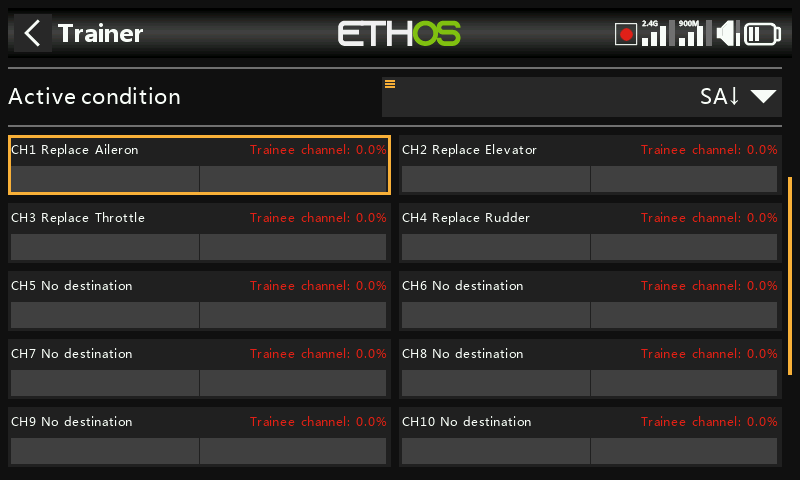 Trainer
ETHOS
2.4G
900M
Active condition
SA↓
CH1 Replace Aileron Trainee channel: 0.0%
CH2 Replace Elevator Trainee channel: 0.0%
CH3 Replace Throttle Trainee channel: 0.0%
CH4 Replace Rudder Trainee channel: 0.0%
CH5 No destination Trainee channel: 0.0%
CH6 No destination Trainee channel: 0.0%
CH7 No destination Trainee channel: 0.0%
CH8 No destination Trainee channel: 0.0%
CH9 No destination Trainee channel: 0.0%
CH10 No destination Trainee channel: 0.0%